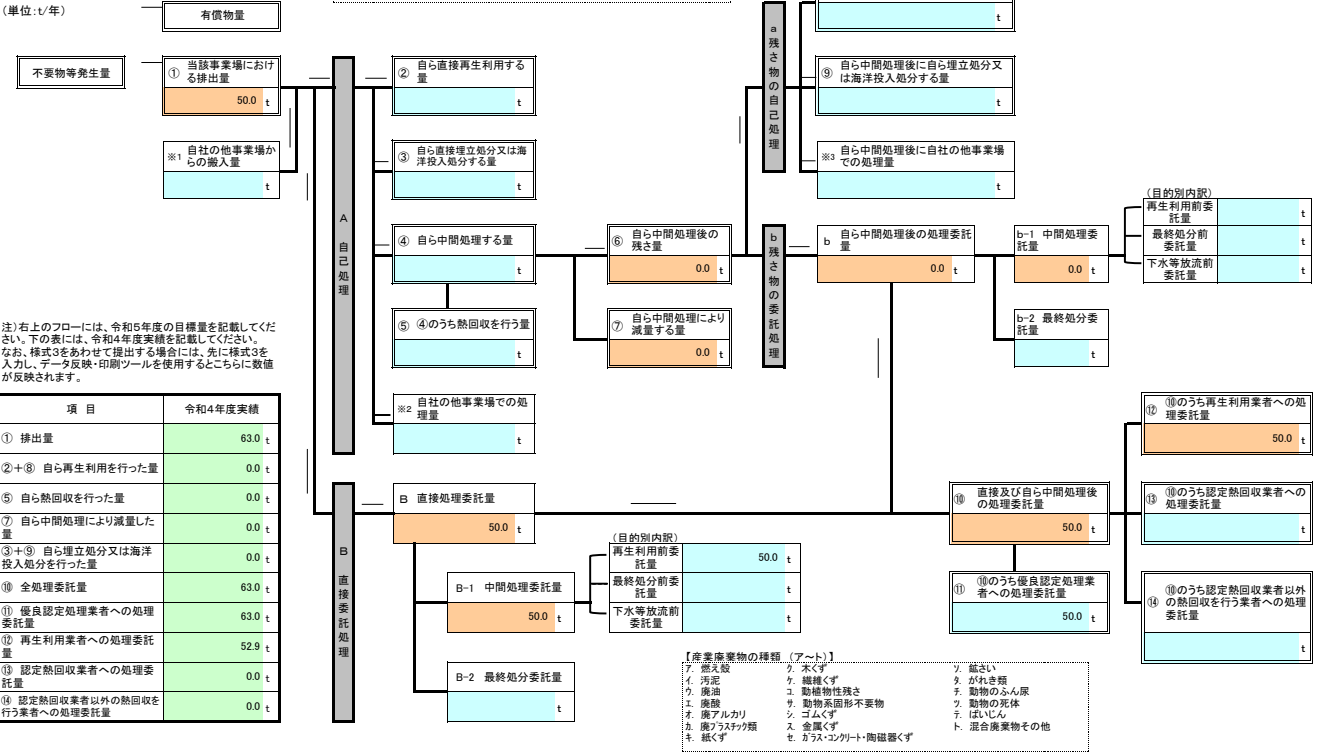 （単位:t/年）
有償物量
t
不要物等発生量
① 当該事業場におけ
る排出量
50.0 t
※1 自社の他事業場か
らの搬入量
t
A 自己処理
② 自ら直接再生利用する
量
t
③ 自ら直接埋立処分又は海
洋投入処分する量
t
④ 自ら中間処理する量
t
⑤ ④のうち熱回収を行う量
t
※2 自社の他事業場での処
理量
t
⑥ 自ら中間処理後の
残さ量
0.0 t
⑦ 自ら中間処理により
減量する量
0.0 t
a 残さ物の自己処理
⑨ 自ら中間処理後に自ら埋立処分又
は海洋投入処分する量
t
※3 自ら中間処理後に自社の他事業場
での処理量
t
b 残さ物の委託処理
b 自ら中間処理後の処理委託
量
0.0 t
b-1 中間処理委
託量
0.0 t
（目的別内訳）
再生利用前委
託量
t
最終処分前
委託量
t
下水等放流前
委託量
t
b-2 最終処分委
託量
t
注）右上のフローには、令和5年度の目標量を記載してくだ
さい。下の表には、令和4年度実績を記載してください。
なお、様式3をあわせて提出する場合には、先に様式3を
入力し、データ反映・印刷ツールを使用するとこちらに数値
が反映されます。
項 目 令和4年度実績
① 排出量 63.0 t
②+⑧ 自ら再生利用を行った量 0.0 t
⑤ 自ら熱回収を行った量 0.0 t
⑦ 自ら中間処理により減量した
量 0.0 t
③+⑨ 自ら埋立処分又は海洋
投入処分を行った量 0.0 t
⑩ 全処理委託量 63.0 t
⑪ 優良認定処理業者への処理
委託量 63.0 t
⑫ 再生利用業者への処理委託
量 52.9 t
⑬ 認定熱回収業者への処理委
託量 0.0 t
⑭ 認定熱回収業者以外の熱回収を
行う業者への処理委託量 0.0 t
B 直接委託処理
B 直接処理委託量
50.0 t
B-1 中間処理委託量
50.0 t
（目的別内訳）
再生利用前委
託量
50.0 t
最終処分前委
託量
t
下水等放流前
委託量
t
B-2 最終処分委託量
t
⑩ 直接及び自ら中間処理後
の処理委託量
50.0 t
⑪ ⑩のうち優良認定処理業
者への処理委託量
50.0 t
⑫ ⑩のうち再生利用業者への処
理委託量
50.0 t
⑬ ⑩のうち認定熱回収業者への
処理委託量
t
⑭ ⑩のうち認定熱回収業者以外
の熱回収を行う業者への処理
委託量
t
【産業廃棄物の種類 （ア～ト）】
ア. 燃え殻
イ. 汚泥
ウ. 廃油
エ. 廃酸
オ. 廃アルカリ
カ. 廃プラスチック類
キ. 紙くず
ク. 木くず
ケ. 繊維くず
コ. 動植物性残さ
サ. 動物系固形不要物
シ. ゴムくず
ス. 金属くず
セ. ガラス・コンクリート・陶磁器くず
ソ. 鉱さい
タ. がれき類
チ. 動物のふん尿
ツ. 動物の死体
テ. ばいじん
ト. 混合廃棄物その他